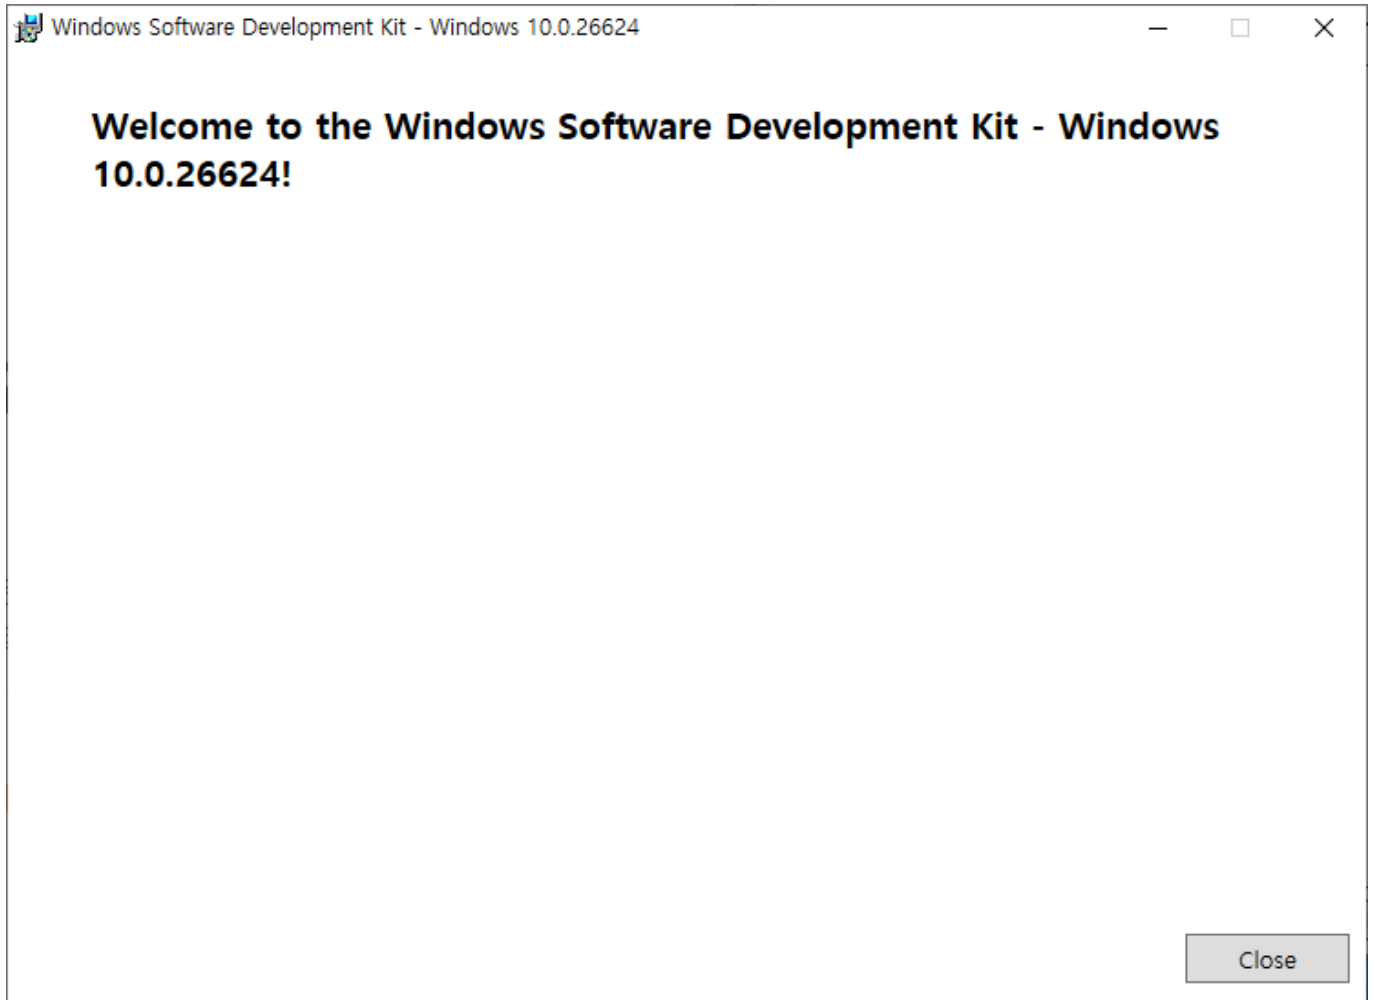 Windows Software Development Kit - Windows 10.0.26624
Welcome to the Windows Software Development Kit - Windows
10.0.26624!
Close